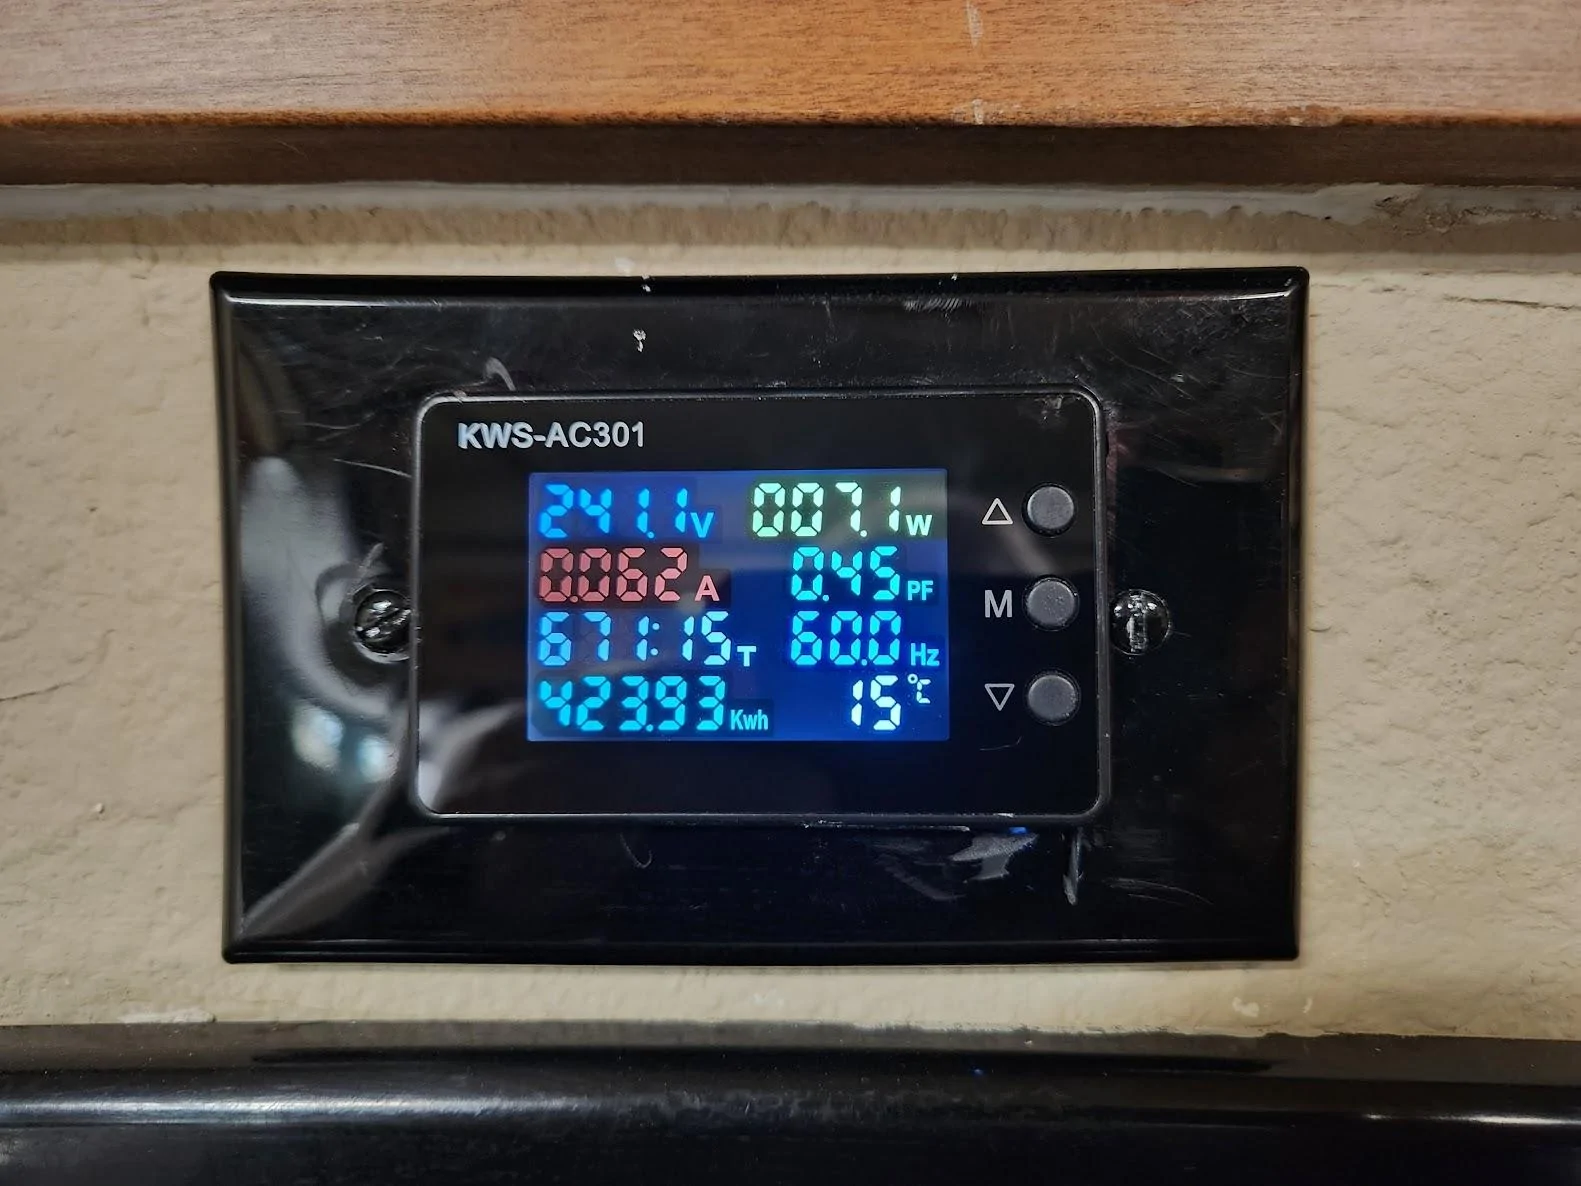 KWS-AC301
241.1V 007.1W
△
0.062A 0.45PF
M
671:15T 60.0Hz
▽
423.93Kwh 15℃